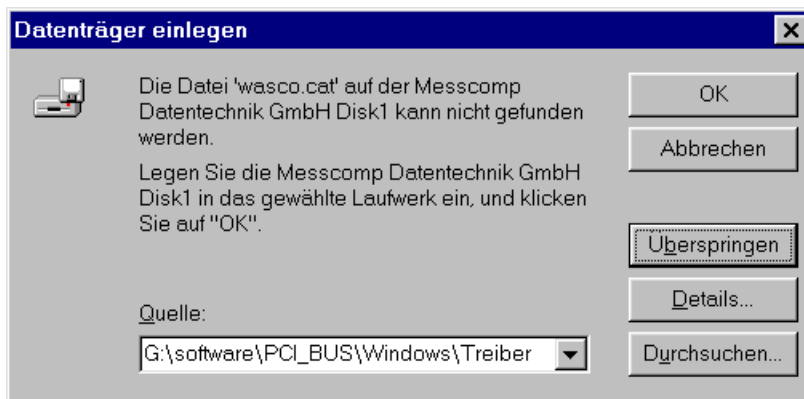 Datenträger einlegen
Die Datei 'wasco.cat' auf der Messcomp
Datentechnik GmbH Disk1 kann nicht gefunden
werden.
Legen Sie die Messcomp Datentechnik GmbH
Disk1 in das gewählte Laufwerk ein, und klicken
Sie auf "OK".
Quelle:
G:\software\PCI_BUS\Windows\Treiber
OK
Abbrechen
Überspringen
Details...
Durchsuchen...